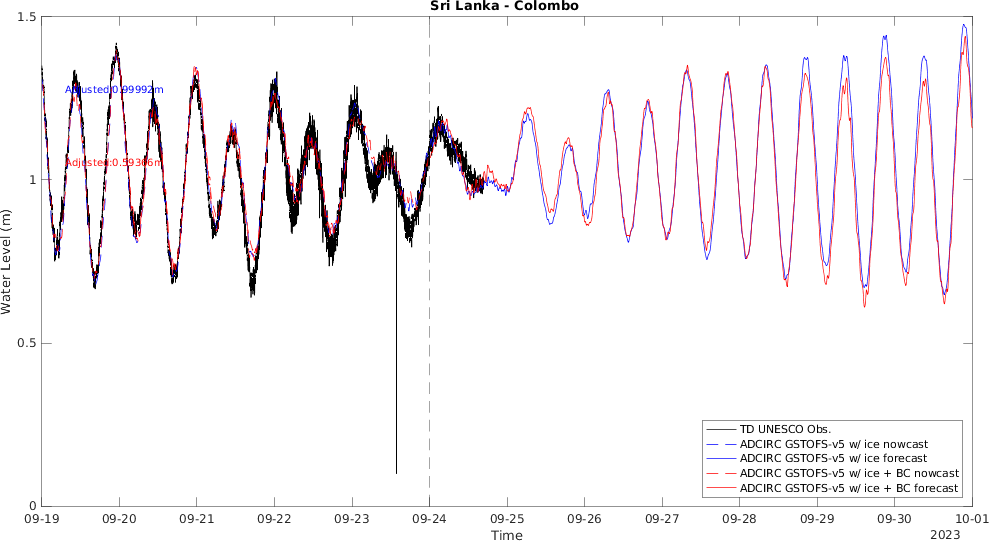 Sri Lanka - Colombo
1.5
Adjusted:0.99992m
Adjusted:0.59366m
1
0.5
0
Water Level (m)
TD UNESCO Obs.
ADCIRC GSTOFS-v5 w/ ice nowcast
ADCIRC GSTOFS-v5 w/ ice forecast
ADCIRC GSTOFS-v5 w/ ice + BC nowcast
ADCIRC GSTOFS-v5 w/ ice + BC forecast
09-19 09-20 09-21 09-22 09-23 09-24 09-25 09-26 09-27 09-28 09-29 09-30 10-01
Time
2023